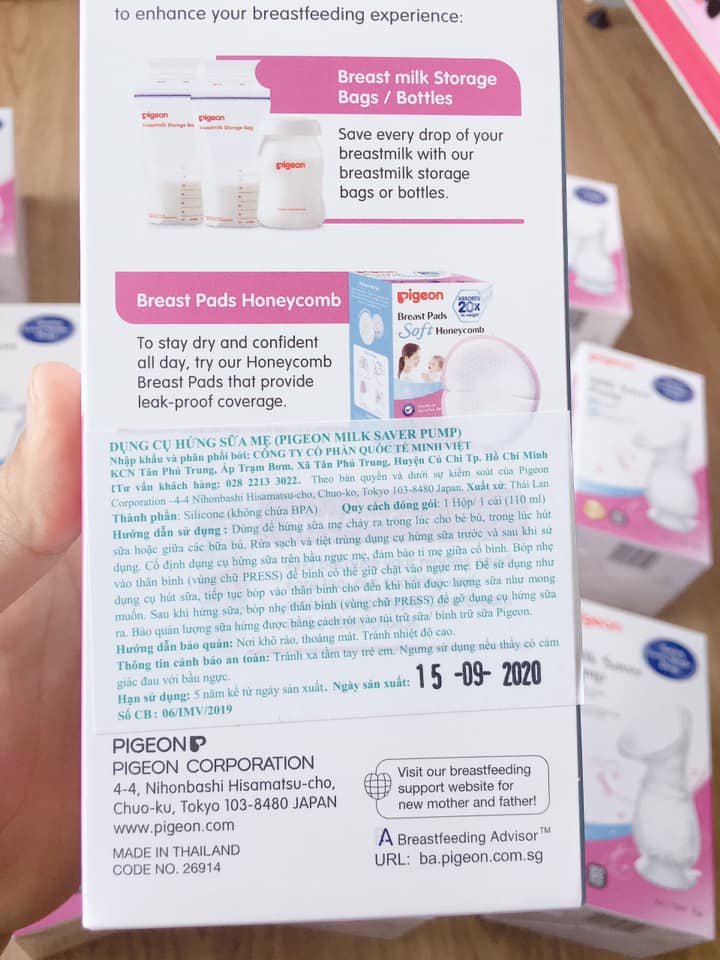 to enhance your breastfeeding experience:
Breast milk Storage
Bags / Bottles
pigeon
pigeon
pigeon
Save every drop of your
breastmilk with our
breastmilk storage
bags or bottles.
Breast Pads Honeycomb
To stay dry and confident
all day, try our Honeycomb
Breast Pads that provide
leak-proof coverage.
pigeon
ABSORBS
20x
Breast Pads
Soft Honeycomb
DỤNG CỤ HỨNG SỮA MẸ (PIGEON MILK SAVER PUMP)
Nhập khẩu và phân phối bởi: CÔNG TY CỔ PHẦN QUỐC TẾ MINH VIỆT
KCN Tân Phú Trung, Ấp Trạm Bơm, Xã Tân Phú Trung, Huyện Củ Chi Tp. Hồ Chí Minh
(Tư vấn khách hàng: 028 2213 3022. Theo bản quyền và dưới sự kiểm soát của Pigeon
Corporation -4-4 Nihonbashi Hisamatsu-cho, Chuo-ko, Tokyo 103-8480 Japan. Xuất xứ: Thái Lan
Thành phần: Silicone (không chứa BPA) Quy cách đóng gói: 1 Hộp/ 1 cái (110 ml)
Hướng dẫn sử dụng : Dùng để hứng sữa mẹ chảy ra trong lúc cho bé bú, trong lúc hút
sữa hoặc giữa các bữa bú. Rửa sạch và tiệt trùng dụng cụ hứng sữa trước và sau khi sử
dụng. Cố định dụng cụ hứng sữa trên bầu ngực mẹ, đảm bảo ti mẹ giữa cổ bình. Bóp nhẹ
vào thân bình (vùng chữ PRESS) để bình có thể giữ chặt vào ngực mẹ. Để sử dụng như
dụng cụ hút sữa, tiếp tục bóp vào thân bình cho đến khi hút được lượng sữa như mong
muốn. Sau khi hứng sữa, bóp nhẹ thân bình (vùng chữ PRESS) để gỡ dụng cụ hứng sữa
ra. Bảo quản lượng sữa hứng được bằng cách rót vào túi trữ sữa/ bình trữ sữa Pigeon.
Hướng dẫn bảo quản: Nơi khô ráo, thoáng mát. Tránh nhiệt độ cao.
Thông tin cảnh báo an toàn: Tránh xa tầm tay trẻ em. Ngưng sử dụng nếu thấy có cảm
giác đau với bầu ngực.
Hạn sử dụng: 5 năm kể từ ngày sản xuất. Ngày sản xuất: 15 -09- 2020
Số CB : 06/IMV/2019
PIGEON
PIGEON CORPORATION
4-4, Nihonbashi Hisamatsu-cho,
Chuo-ku, Tokyo 103-8480 JAPAN
www.pigeon.com
MADE IN THAILAND
CODE NO. 26914
Visit our breastfeeding
support website for
new mother and father!
A Breastfeeding Advisor™
URL: ba.pigeon.com.sg